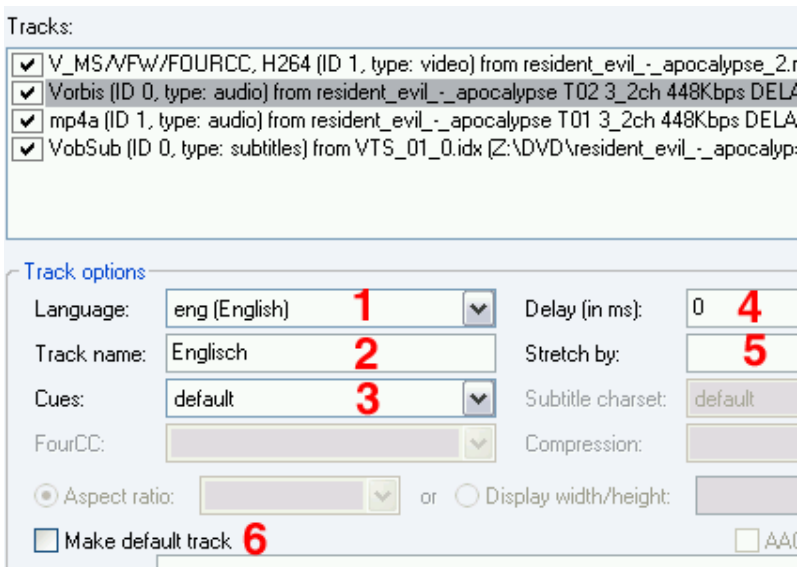 Tracks:
V_MS/VFW/FOURCC, H264 (ID 1, type: video) from resident_evil_-_apocalypse_2.
Vorbis (ID 0, type: audio) from resident_evil_-_apocalypse T02 3_2ch 448Kbps DELA
mp4a (ID 1, type: audio) from resident_evil_-_apocalypse T01 3_2ch 448Kbps DELA
VobSub (ID 0, type: subtitles) from VTS_01_0.idx (Z:\DVD\resident_evil_-_apocalyp
Track options
Language: eng (English) 1 Delay (in ms): 0 4
Track name: Englisch 2 Stretch by: 5
Cues: default 3 Subtitle charset: default
FourCC: Compression:
Aspect ratio: or Display width/height:
Make default track 6 AAC